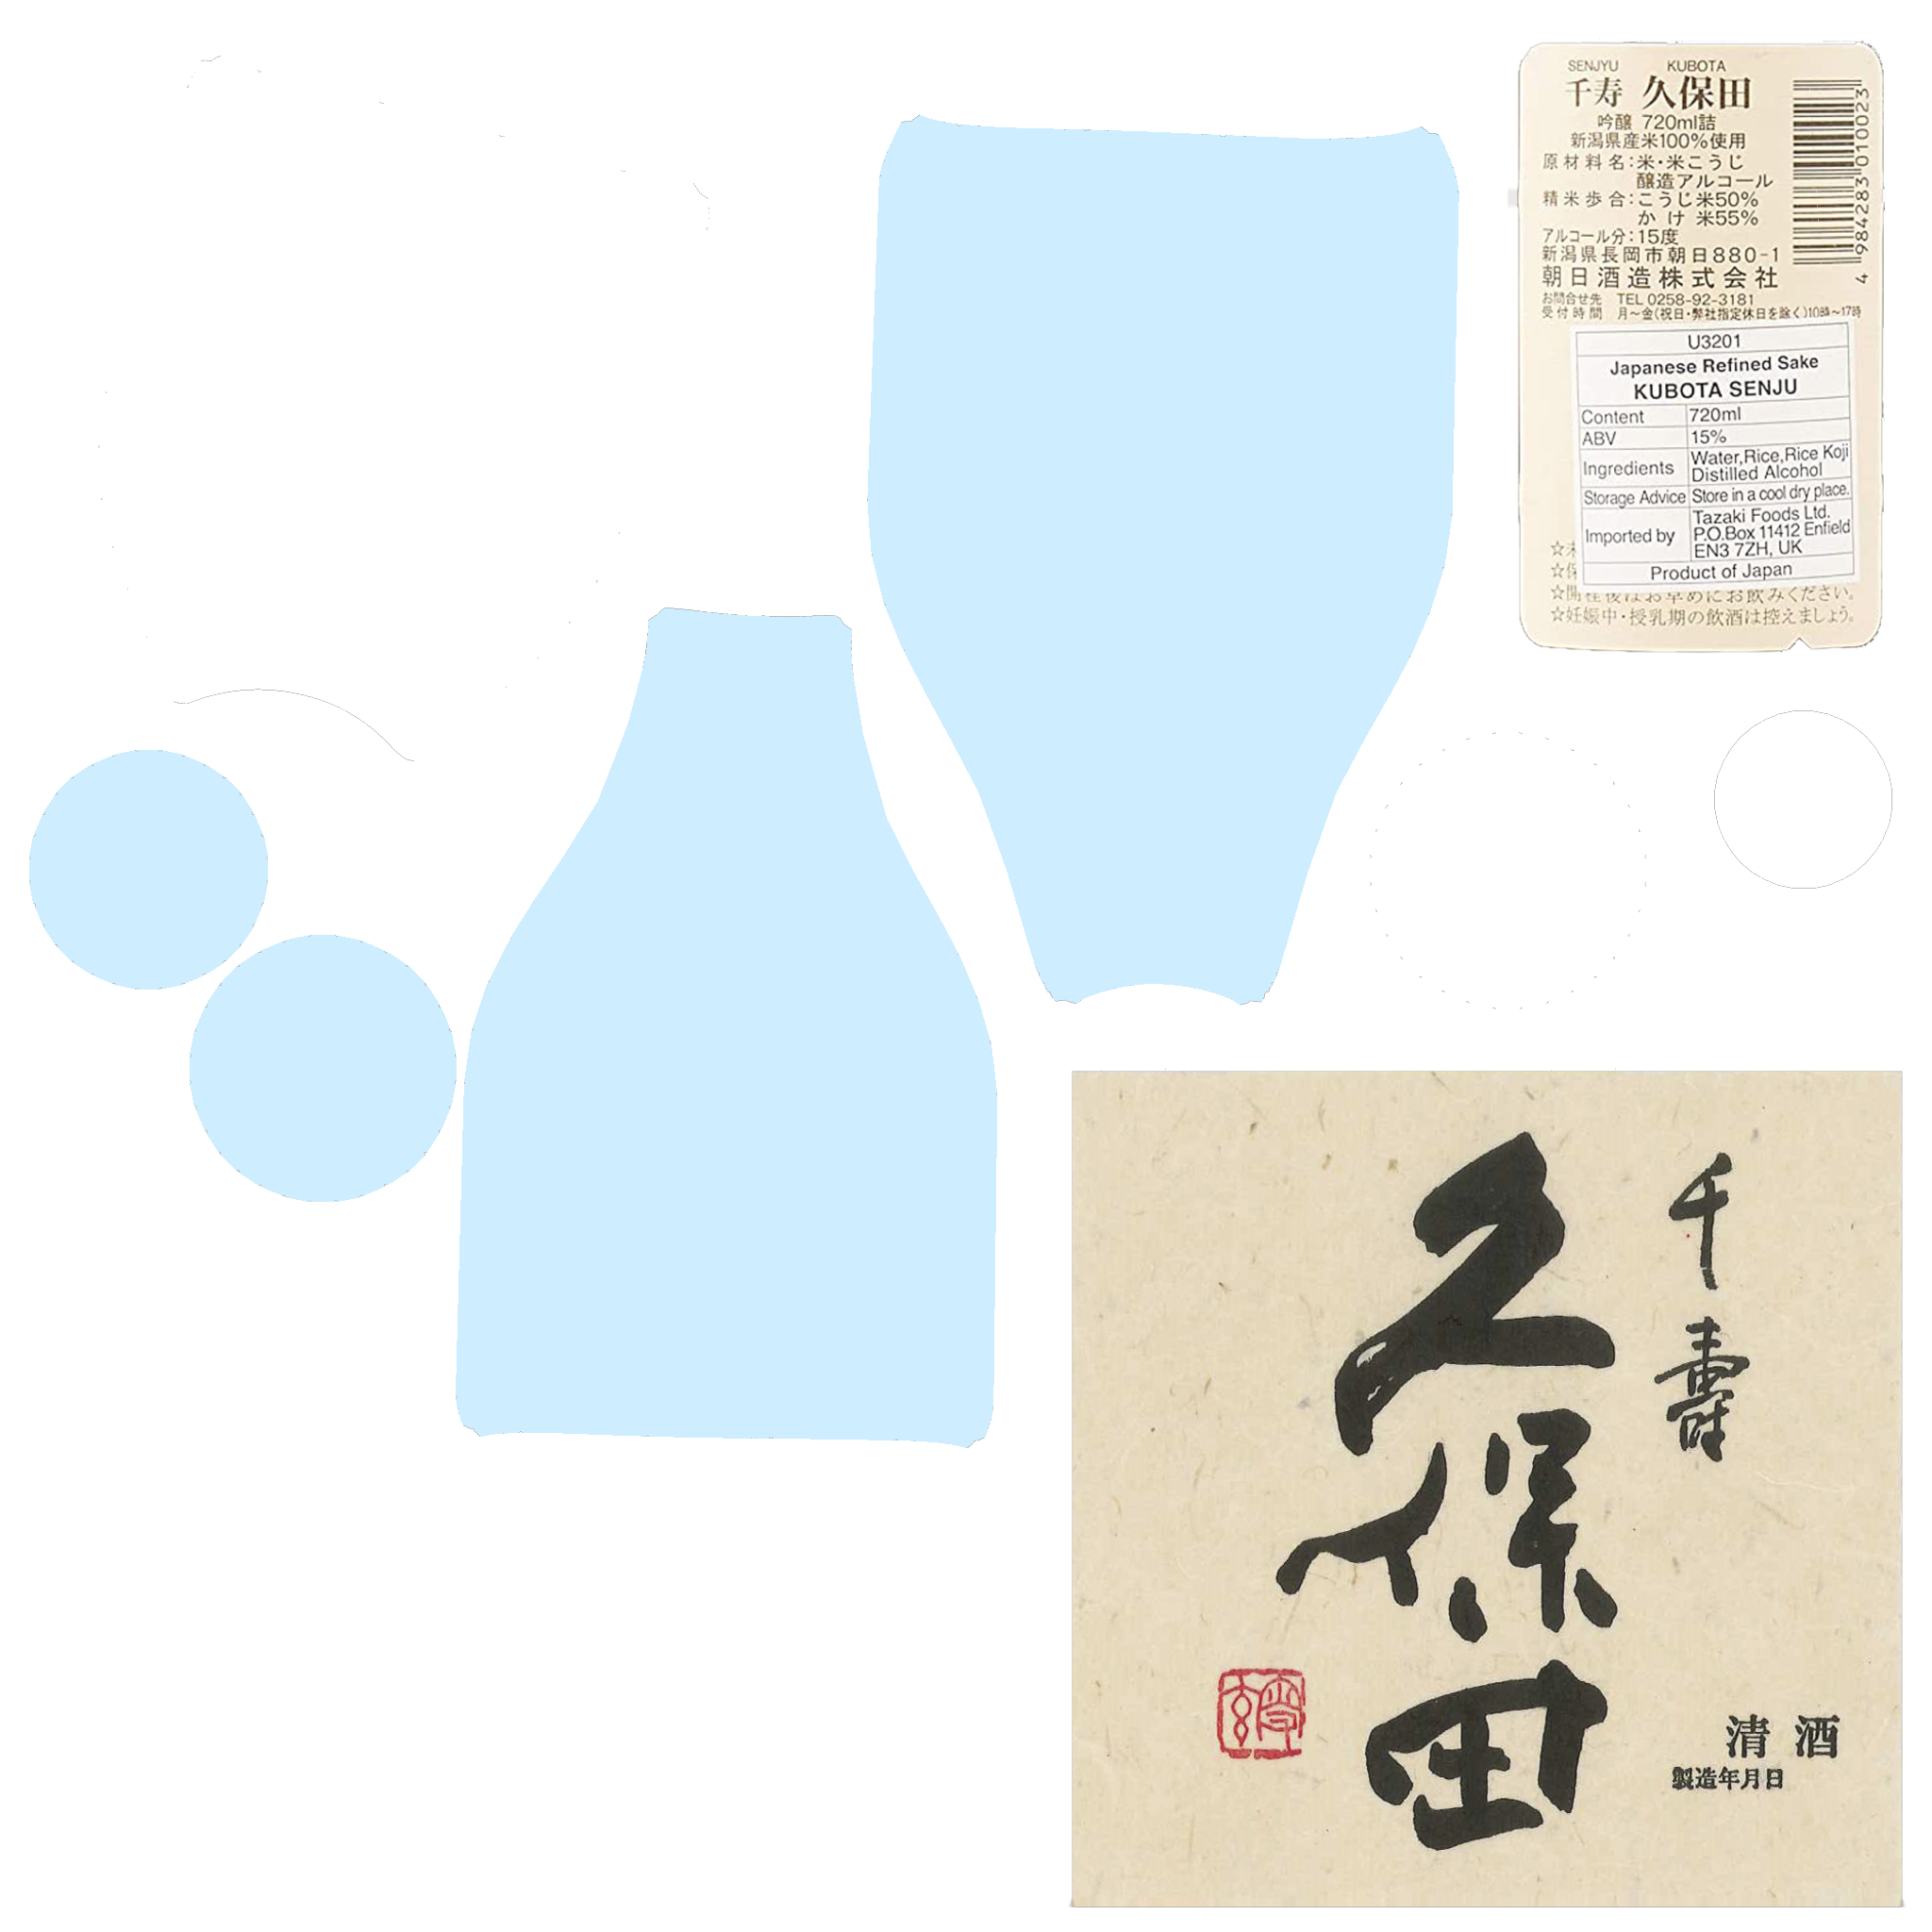 SENJYU KUBOTA
千寿 久保田
吟醸 720ml詰
新潟県産米100%使用
原材料名:米・米こうじ
醸造アルコール
精米歩合:こうじ米50%
かけ 米55%
アルコール分:15度
新潟県長岡市朝日880-1
朝日酒造株式会社
お問合せ先 TEL 0258-92-3181
受付時間 月~金(祝日・弊社指定休日を除く)10時~17時
4 984283 010023
U3201
Japanese Refined Sake
KUBOTA SENJU
Content 720ml
ABV 15%
Ingredients Water,Rice,Rice Koji
Distilled Alcohol
Storage Advice Store in a cool dry place.
Imported by Tazaki Foods Ltd.
P.O.Box 11412 Enfield
EN3 7ZH, UK
Product of Japan
☆開栓後はお早めにお飲みください。
☆妊娠中・授乳期の飲酒は控えましょう。
千壽
久保田
清酒
製造年月日